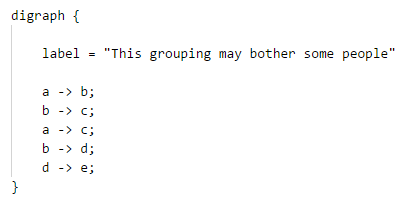 digraph {
label = "This grouping may bother some people"
a -> b;
b -> c;
a -> c;
b -> d;
d -> e;
}